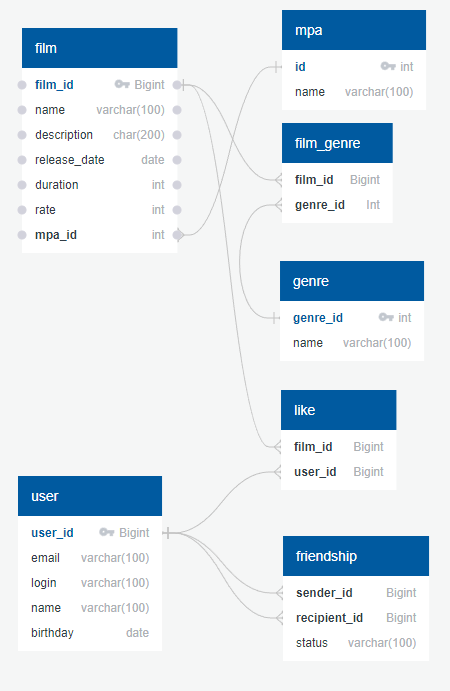 film
film_id Bigint
name varchar(100)
description char(200)
release_date date
duration int
rate int
mpa_id int
mpa
id int
name varchar(100)
film_genre
film_id Bigint
genre_id Int
genre
genre_id int
name varchar(100)
like
film_id Bigint
user_id Bigint
user
user_id Bigint
email varchar(100)
login varchar(100)
name varchar(100)
birthday date
friendship
sender_id Bigint
recipient_id Bigint
status varchar(100)